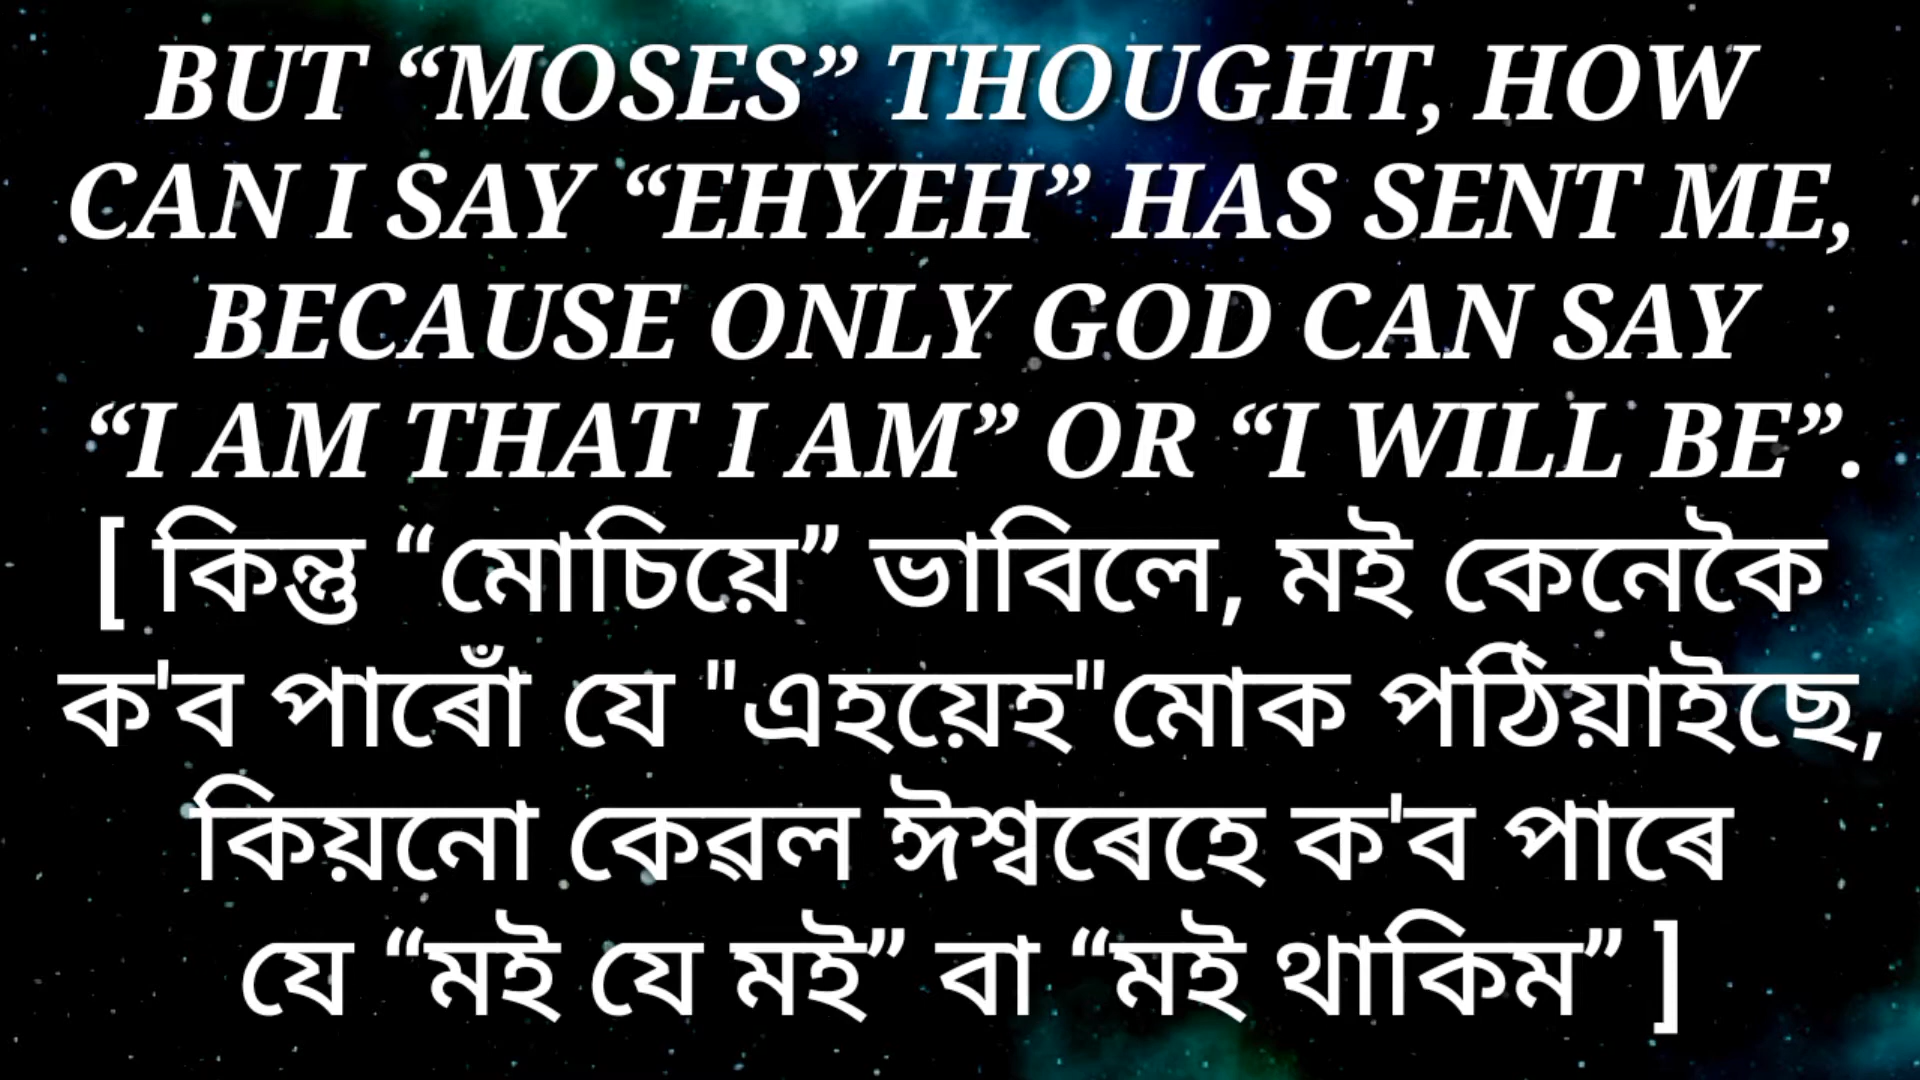 BUT “MOSES” THOUGHT, HOW
CAN I SAY “EHYEH” HAS SENT ME,
BECAUSE ONLY GOD CAN SAY
“I AM THAT I AM” OR “I WILL BE”.
[ কিন্তু “মোচিয়ে” ভাবিলে, মই কেনেকৈ
ক'ব পাৰোঁ যে "এহয়েহ"মোক পঠিয়াইছে,
কিয়নো কেৱল ঈশ্বৰেহে ক'ব পাৰে
যে “মই যে মই” বা “মই থাকিম” ]